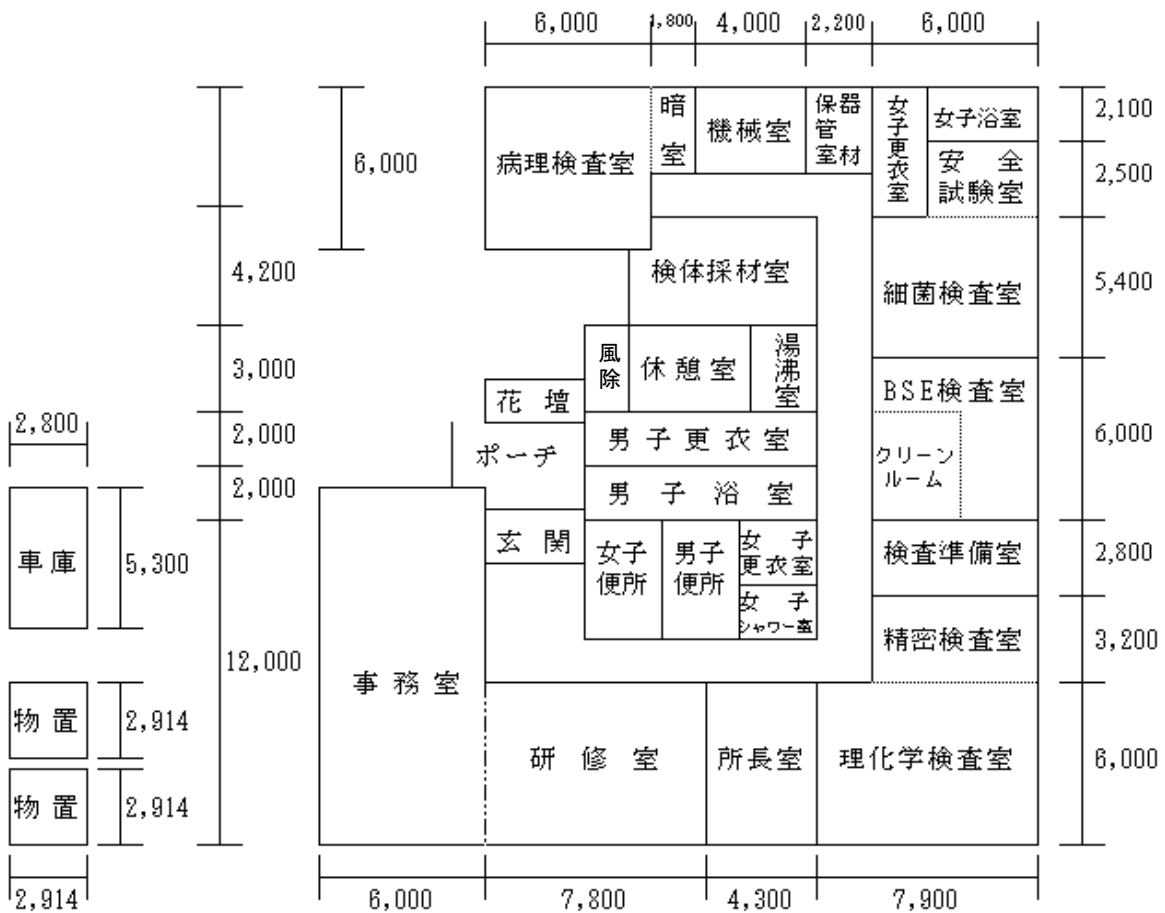 6,000
1,800
4,000
2,200
6,000
6,000
4,200
3,000
2,000
2,000
12,000
2,800
5,300
2,914
2,914
2,914
車庫
物置
物置
病理検査室
暗
室
機械室
保器
管
室材
女子更衣室
女子浴室
安 全
試験室
検体採材室
細菌検査室
風除
休憩室
湯沸室
花壇
男子更衣室
BSE検査室
ポーチ
男子浴室
クリーン
ルーム
玄関
女子
便所
男子
便所
女 子
更衣室
女 子
シャワー室
検査準備室
精密検査室
事務室
研修室
所長室
理化学検査室
2,100
2,500
5,400
6,000
2,800
3,200
6,000
6,000
7,800
4,300
7,900